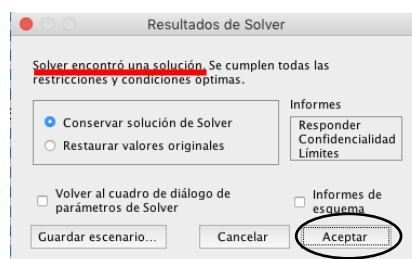 Resultados de Solver
Solver encontró una solución. Se cumplen todas las
restricciones y condiciones óptimas.
Informes
Conservar solución de Solver
Restaurar valores originales
Responder
Confidencialidad
Límites
Volver al cuadro de diálogo de
parámetros de Solver
Informes de
esquema
Guardar escenario...
Cancelar
Aceptar